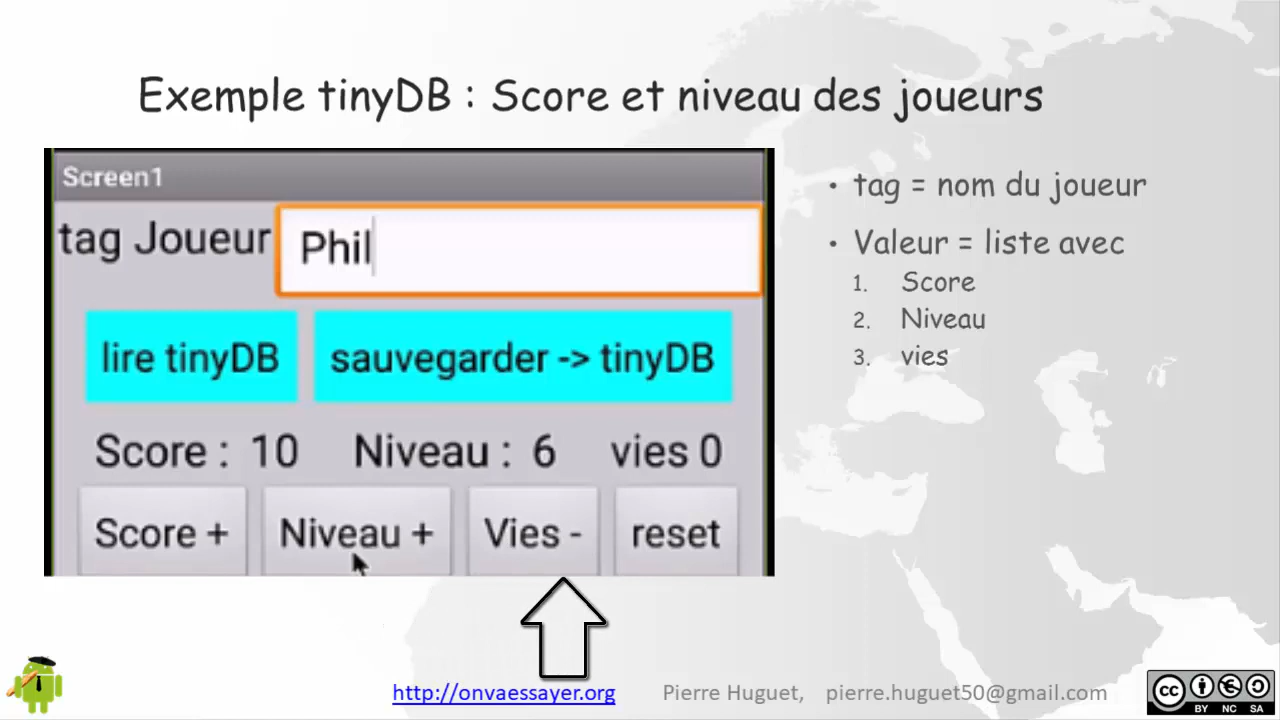 Exemple tinyDB : Score et niveau des joueurs
Screen1
tag Joueur Phil
lire tinyDB sauvegarder -> tinyDB
Score : 10 Niveau : 6 vies 0
Score + Niveau + Vies - reset
• tag = nom du joueur
• Valeur = liste avec
1. Score
2. Niveau
3. vies
http://onvaessayer.org Pierre Huguet, pierre.huguet50@gmail.com
cc BY NC SA